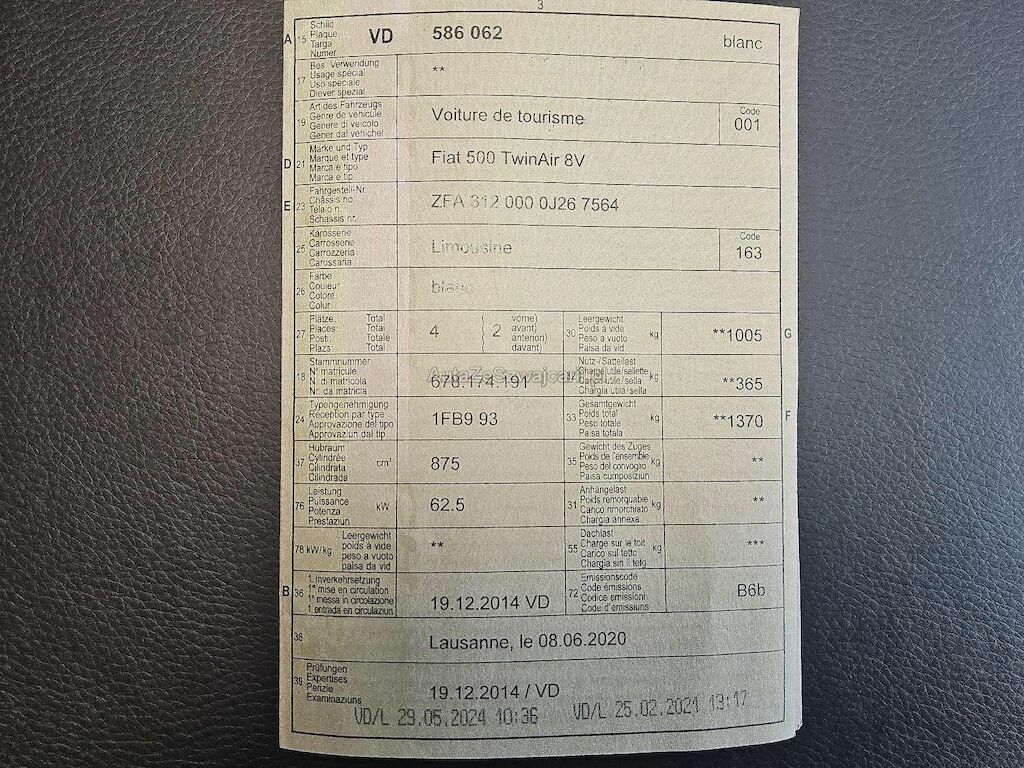 3
A 15 Schild VD 586 062 blanc
Plaque
Targa
Numer
17 Bes. Verwendung **
Usage spécial
Uso speciale
Diever spezial
19 Art des Fahrzeugs Voiture de tourisme Code
Genre de véhicule 001
Genere di veicolo
Gener dal vehichel
D 21 Marke und Typ Fiat 500 TwinAir 8V
Marque et type
Marca e tipo
Marca e tip
E 23 Fahrgestell-Nr. ZFA 312 000 0J26 7564
Châssis no
Telaio n.
Schassis nr.
25 Karosserie Limousine Code
Carrosserie 163
Carrozzeria
Carossaria
26 Farbe blanc
Couleur
Colore
Colur
27 Plätze: Total 4 ( 2 vorne) 30 Leergewicht kg **1005 G
Places: Total avant) Poids à vide
Posti: Totale anteriori) Peso a vuoto
Plazs: Total davant) Paisa da vid
18 Stammnummer 678.174.191 Nutz-/Sattellast kg **365
N° matricule Charge utile/sellette
N. di matricola Carico utile/sella
Nr. da matricla Chargia utila/sella
AutaZeSzwajcarii
24 Typengenehmigung 1FB9 93 33 Gesamtgewicht kg **1370 F
Réception par type Poids total
Approvazione del tipo Peso totale
Approvaziun dal tip Paisa totala
37 Hubraum cm³ 875 35 Gewicht des Zuges kg **
Cylindrée Poids de l'ensemble
Cilindrata Peso del convoglio
Cilindrada Paisa cumposiziun
76 Leistung kW 62.5 31 Anhängelast kg **
Puissance Poids remorquable
Potenza Carico rimorchiato
Prestaziun Chargia annexa
78 kW/kg Leergewicht ** 55 Dachlast kg ***
poids à vide Charge sur le toit
peso a vuoto Carico sul tetto
paisa da vid Chargia sin il tetg
B 36 1. Inverkehrsetzung 19.12.2014 VD 72 Emissionscode B6b
1re mise en circulation Code émissions
1a messa in circolazione Codice emissioni
1. entrada en circulaziun Code d'emissiuns
38 Lausanne, le 08.06.2020
39 Prüfungen 19.12.2014 / VD
Expertises
Perizie
Examinaziuns
VD/L 29.05.2024 10:36 VD/L 25.02.2021 13:17